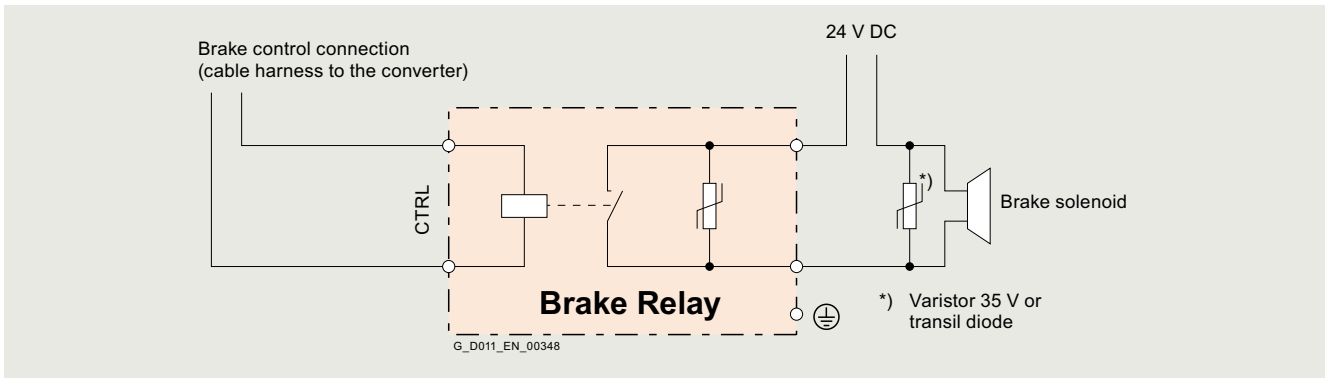 24 V DC
Brake control connection
(cable harness to the converter)
CTRL
*)
Brake solenoid
Brake Relay
*) Varistor 35 V or
transil diode
G_D011_EN_00348